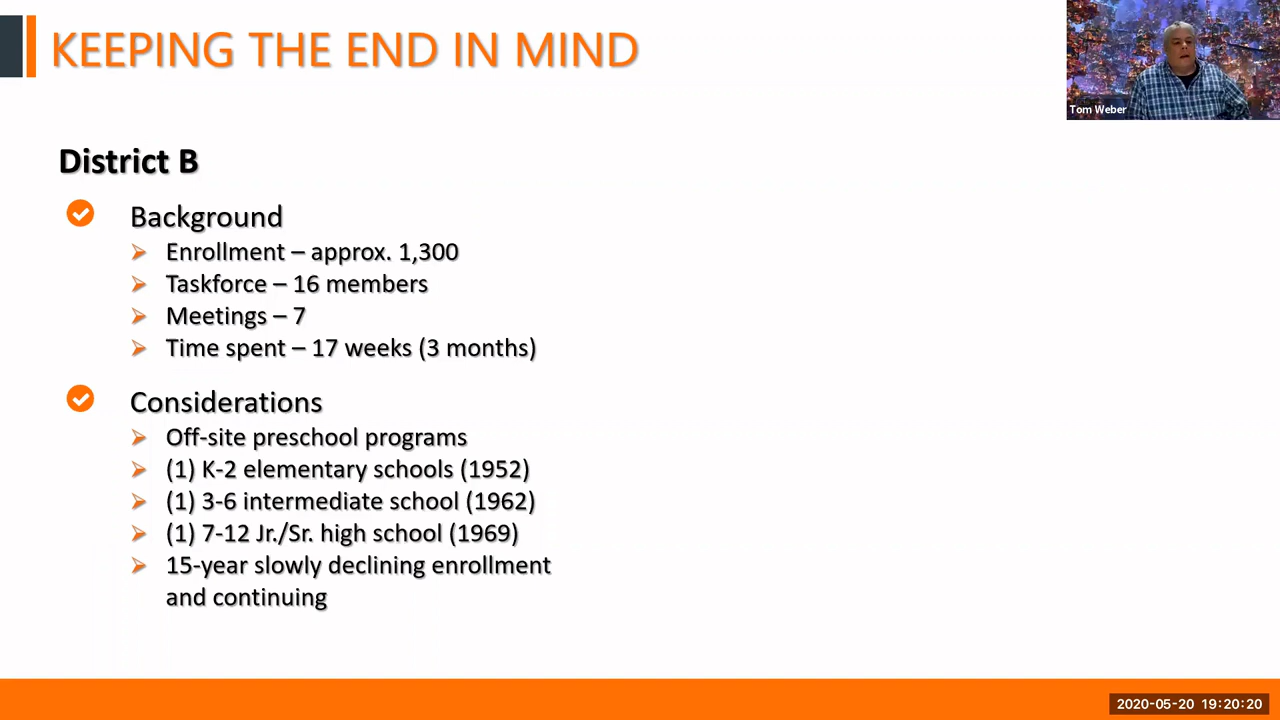 KEEPING THE END IN MIND
Tom Weber
District B
Background
Enrollment – approx. 1,300
Taskforce – 16 members
Meetings – 7
Time spent – 17 weeks (3 months)
Considerations
Off-site preschool programs
(1) K-2 elementary schools (1952)
(1) 3-6 intermediate school (1962)
(1) 7-12 Jr./Sr. high school (1969)
15-year slowly declining enrollment
and continuing
2020-05-20 19:20:20